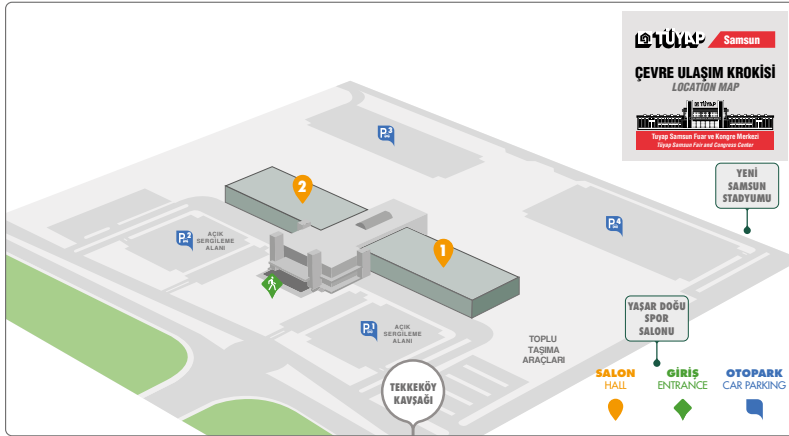 TÜYAP Samsun
ÇEVRE ULAŞIM KROKİSİ
LOCATION MAP
TÜYAP
Tüyap Samsun Fuar ve Kongre Merkezi
Tüyap Samsun Fair and Congress Center
P3
2
YENİ
SAMSUN
STADYUMU
P4
P2
AÇIK
SERGİLEME
ALANI
1
YAŞAR DOĞU
SPOR
SALONU
P1
AÇIK
SERGİLEME
ALANI
TOPLU
TAŞIMA
ARAÇLARI
TEKKEKÖY
KAVŞAĞI
SALON
HALL
GİRİŞ
ENTRANCE
OTOPARK
CAR PARKING